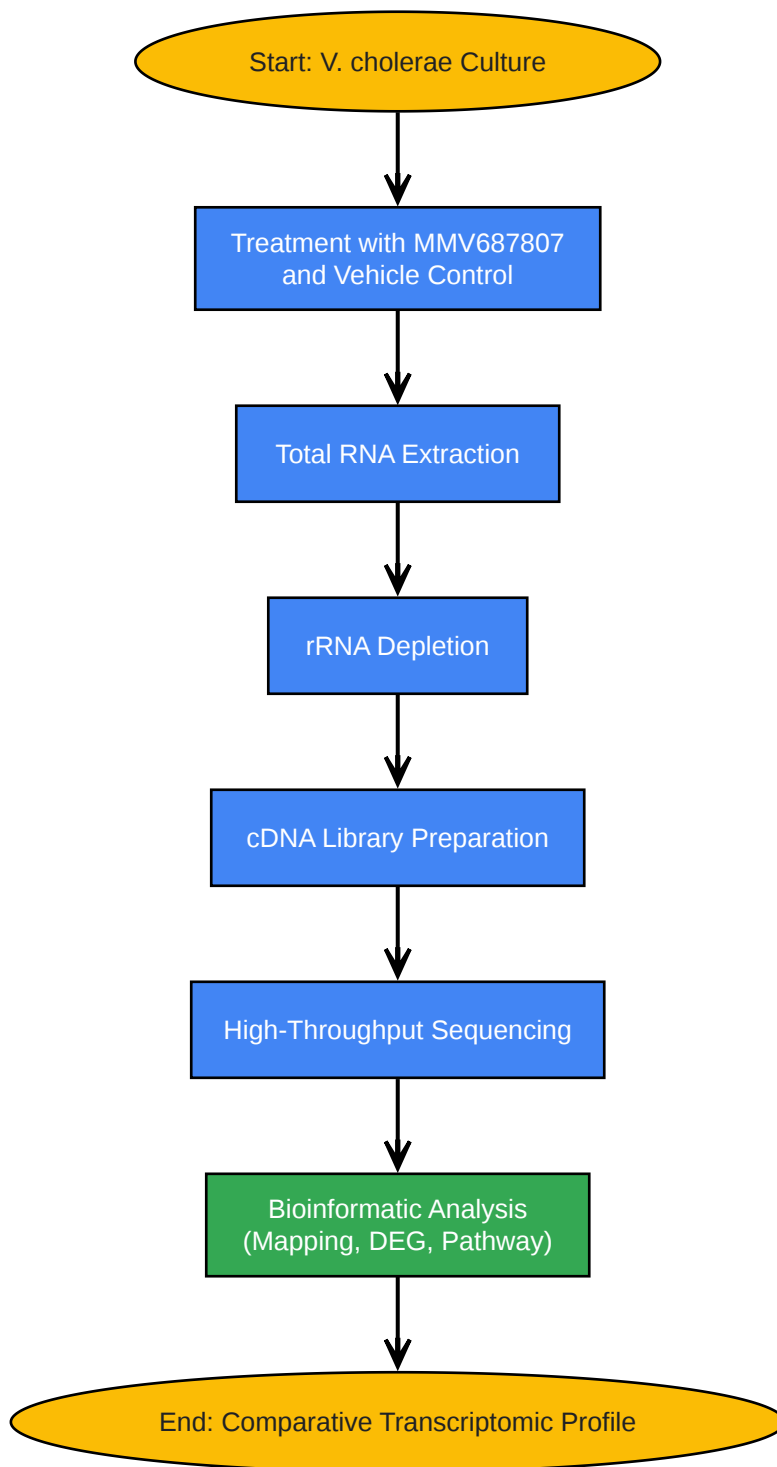 Start: V. cholerae Culture
Treatment with MMV687807
and Vehicle Control
Total RNA Extraction
rRNA Depletion
cDNA Library Preparation
High-Throughput Sequencing
Bioinformatic Analysis
(Mapping, DEG, Pathway)
End: Comparative Transcriptomic Profile